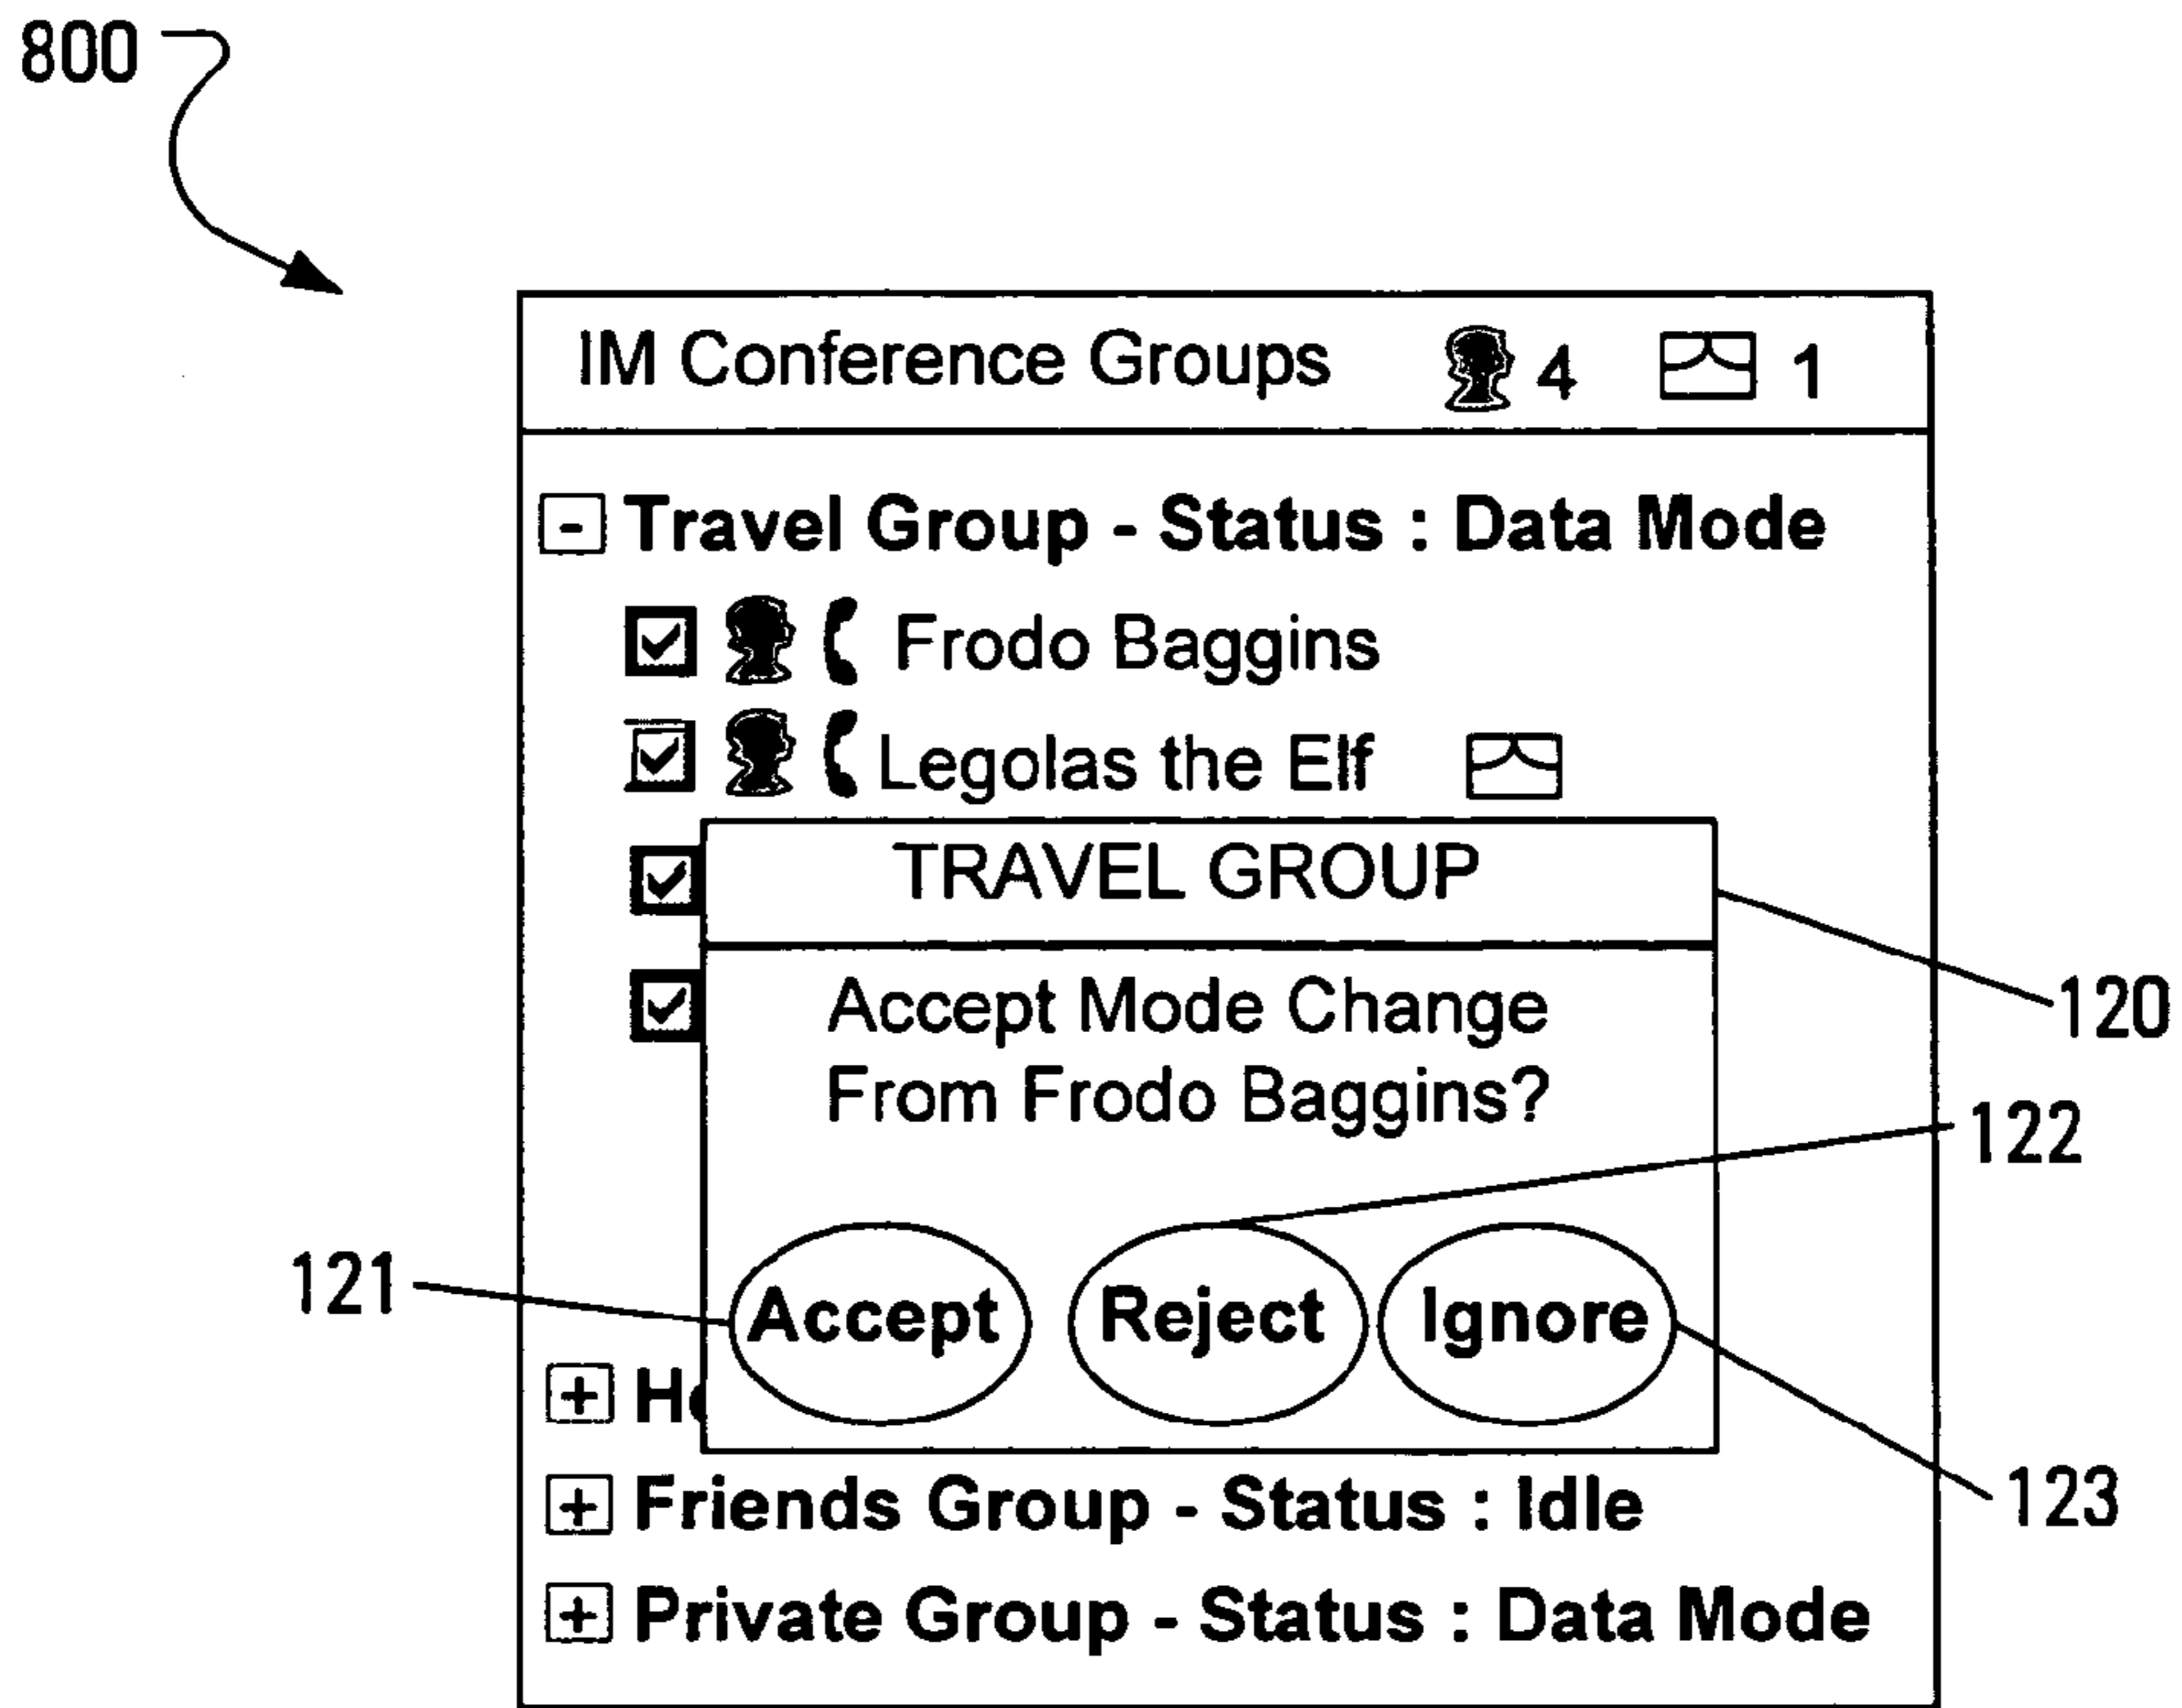 800
IM Conference Groups 4 1
- Travel Group - Status : Data Mode
Frodo Baggins
Legolas the Elf
TRAVEL GROUP
120
Accept Mode Change
From Frodo Baggins?
122
121
Accept Reject Ignore
+
+ Friends Group - Status : Idle
123
+ Private Group - Status : Data Mode